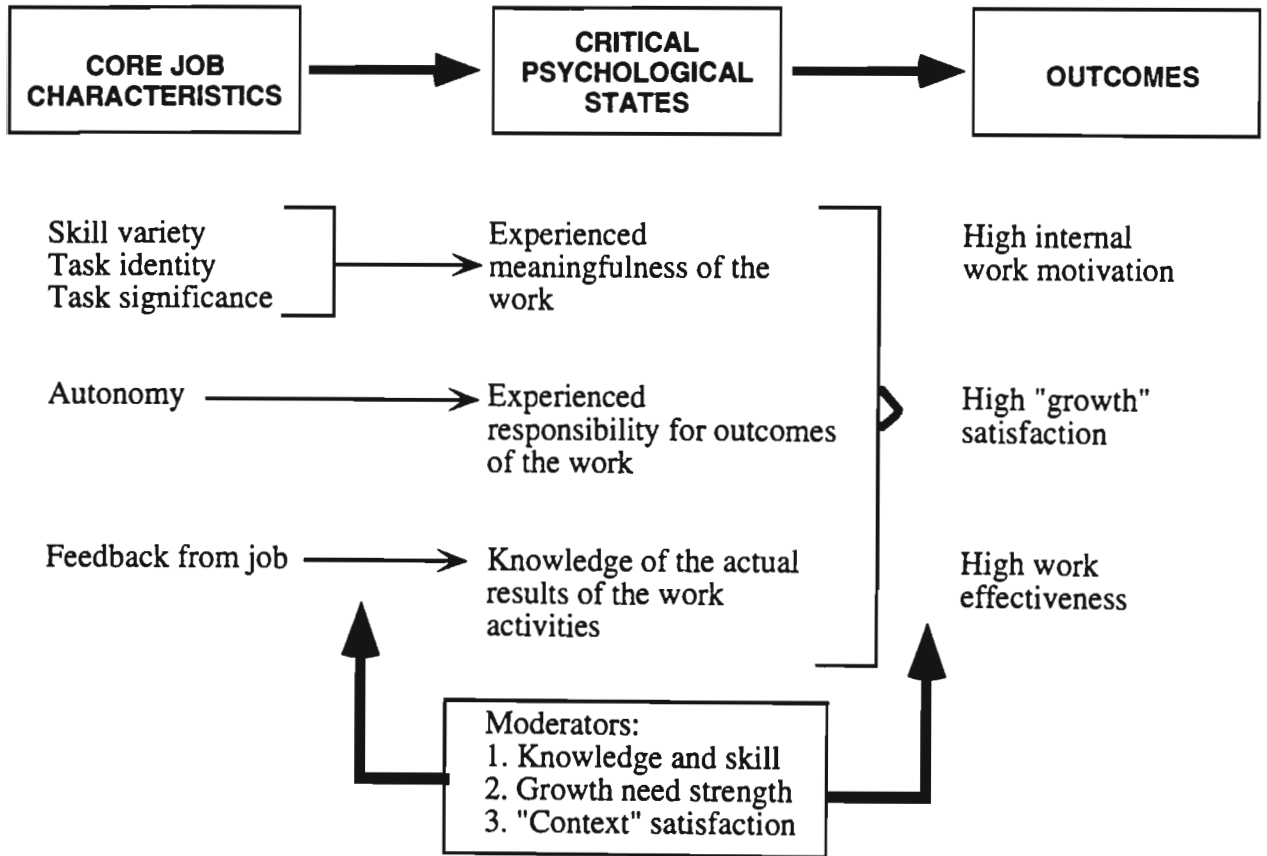 CORE JOB
CHARACTERISTICS
CRITICAL
PSYCHOLOGICAL
STATES
OUTCOMES
Skill variety
Task identity
Task significance
Experienced
meaningfulness of the
work
High internal
work motivation
Autonomy
Experienced
responsibility for outcomes
of the work
High "growth"
satisfaction
Feedback from job
Knowledge of the actual
results of the work
activities
High work
effectiveness
Moderators:
1. Knowledge and skill
2. Growth need strength
3. "Context" satisfaction